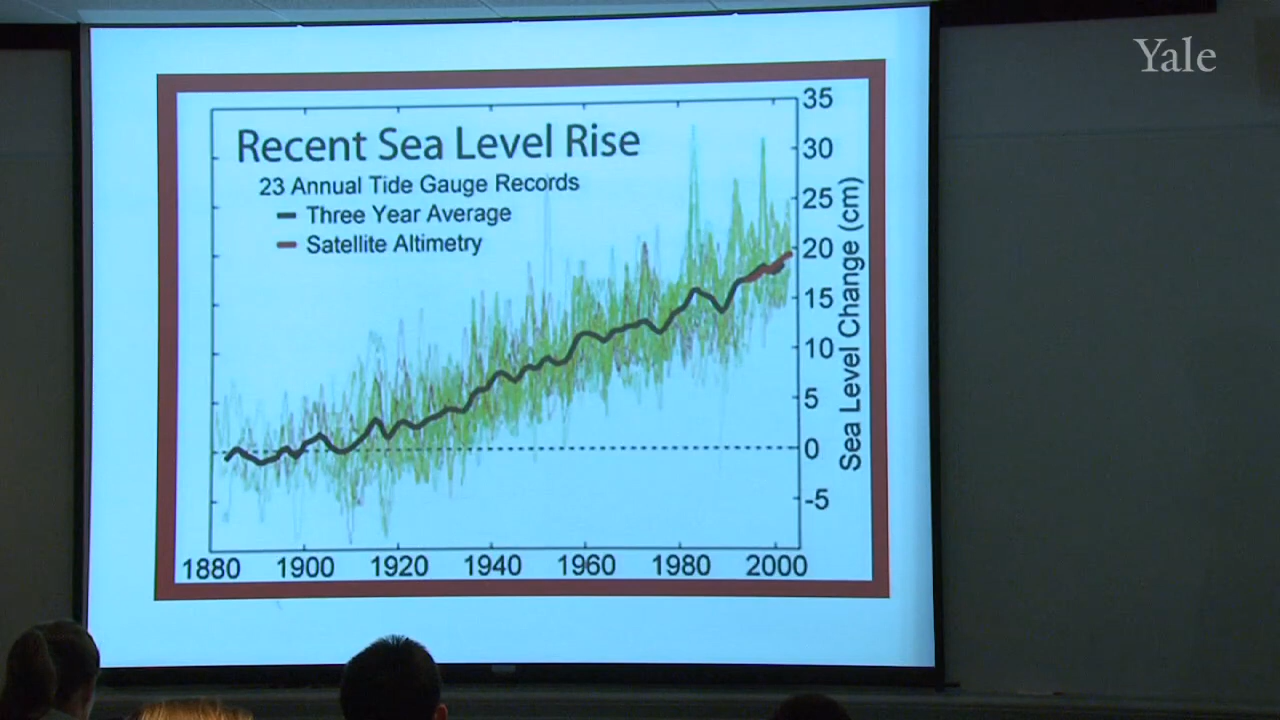 Yale
Recent Sea Level Rise
23 Annual Tide Gauge Records
Three Year Average
Satellite Altimetry
35
30
25
20
15
10
5
0
-5
Sea Level Change (cm)
1880 1900 1920 1940 1960 1980 2000